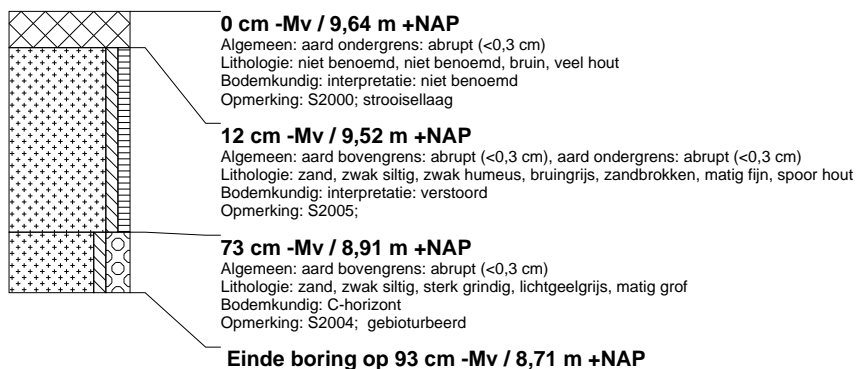 0 cm -Mv / 9,64 m +NAP
Algemeen: aard ondergrens: abrupt (<0,3 cm)
Lithologie: niet benoemd, niet benoemd, bruin, veel hout
Bodemkundig: interpretatie: niet benoemd
Opmerking: S2000; strooisellaag
12 cm -Mv / 9,52 m +NAP
Algemeen: aard bovengrens: abrupt (<0,3 cm), aard ondergrens: abrupt (<0,3 cm)
Lithologie: zand, zwak siltig, zwak humeus, bruingrijs, zandbrokken, matig fijn, spoor hout
Bodemkundig: interpretatie: verstoord
Opmerking: S2005;
73 cm -Mv / 8,91 m +NAP
Algemeen: aard bovengrens: abrupt (<0,3 cm)
Lithologie: zand, zwak siltig, sterk grindig, lichtgeelgrijs, matig grof
Bodemkundig: C-horizont
Opmerking: S2004; gebioturbeerd
Einde boring op 93 cm -Mv / 8,71 m +NAP